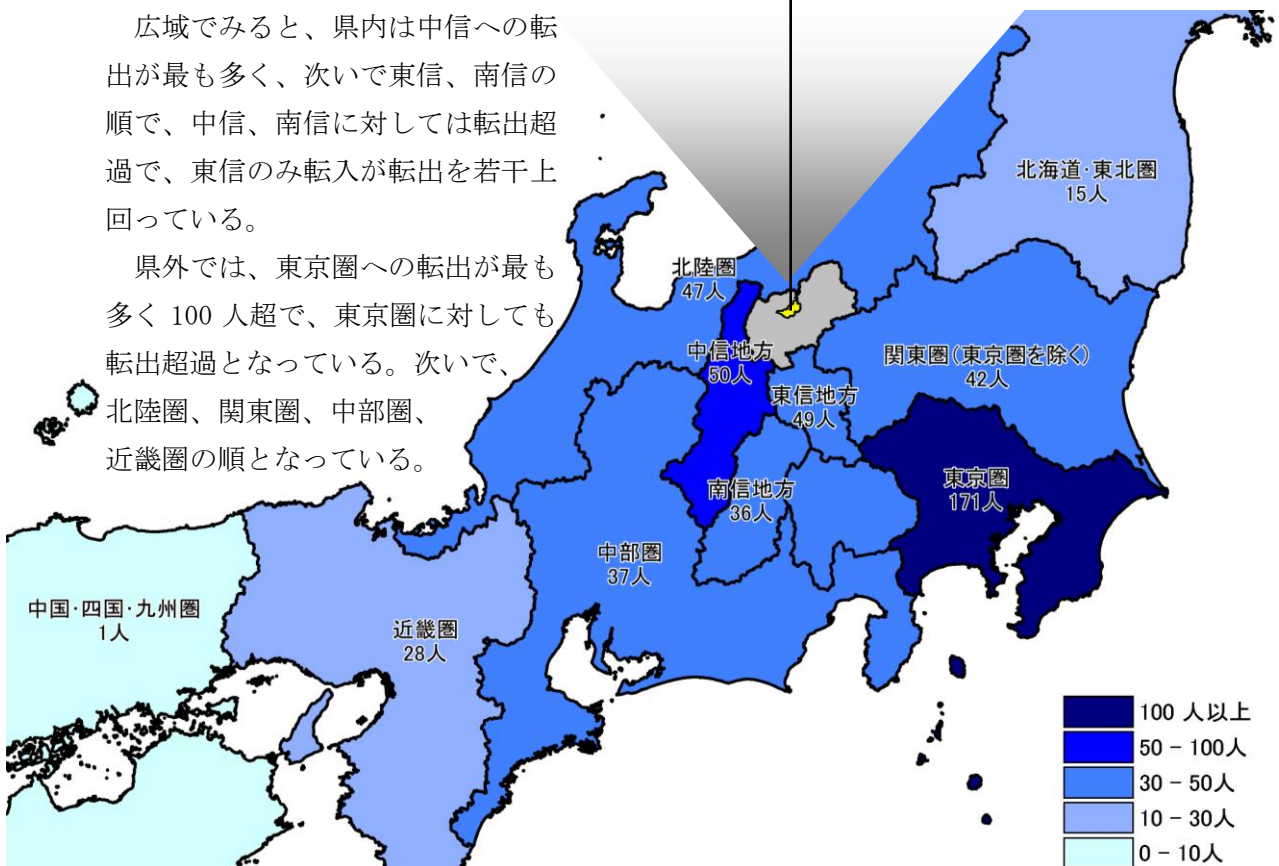 広域でみると、県内は中信への転
出が最も多く、次いで東信、南信の
順で、中信、南信に対しては転出超
過で、東信のみ転入が転出を若干上
回っている。
県外では、東京圏への転出が最も
多く 100 人超で、東京圏に対しても
転出超過となっている。次いで、
北陸圏、関東圏、中部圏、
近畿圏の順となっている。
北海道・東北圏
15人
北陸圏
47人
中信地方
50人
関東圏(東京圏を除く)
42人
東信地方
49人
東京圏
171人
南信地方
36人
中部圏
37人
中国・四国・九州圏
1人
近畿圏
28人
100 人以上
50 - 100人
30 - 50人
10 - 30人
0 - 10人